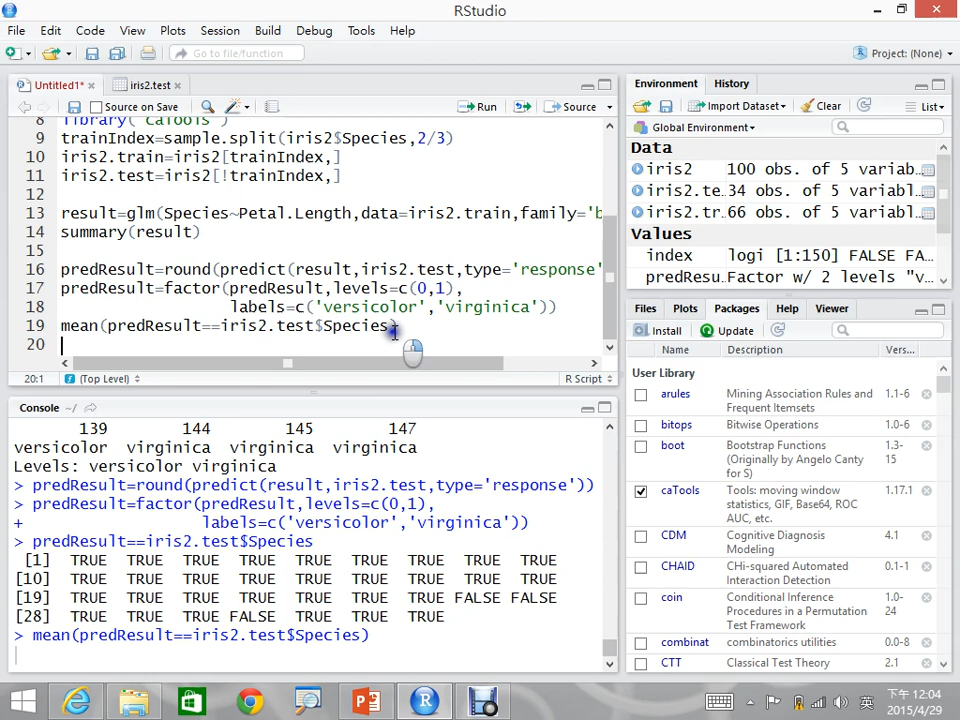 RStudio
File Edit Code View Plots Session Build Debug Tools Help
Go to file/function
Project: (None)
Untitled1*
iris2.test
Source on Save
Run
Source
8 library("caTools")
9 trainIndex=sample.split(iris2$Species,2/3)
10 iris2.train=iris2[trainIndex,]
11 iris2.test=iris2[!trainIndex,]
12
13 result=glm(Species~Petal.Length,data=iris2.train,family='b
14 summary(result)
15
16 predResult=round(predict(result,iris2.test,type='response'
17 predResult=factor(predResult,levels=c(0,1),
18 labels=c('versicolor','virginica'))
19 mean(predResult==iris2.test$Species)
20
20:1 (Top Level) R Script
Console ~/
139 144 145 147
versicolor virginica virginica virginica
Levels: versicolor virginica
> predResult=round(predict(result,iris2.test,type='response'))
> predResult=factor(predResult,levels=c(0,1),
+ labels=c('versicolor','virginica'))
> predResult==iris2.test$Species
[1] TRUE TRUE TRUE TRUE TRUE TRUE TRUE TRUE TRUE
[10] TRUE TRUE TRUE TRUE TRUE TRUE TRUE TRUE TRUE
[19] TRUE TRUE TRUE TRUE TRUE TRUE TRUE FALSE FALSE
[28] TRUE TRUE TRUE FALSE TRUE TRUE TRUE
> mean(predResult==iris2.test$Species)
Environment History
Import Dataset Clear List
Global Environment
Data
iris2 100 obs. of 5 variab…
iris2.te… 34 obs. of 5 variabl…
iris2.tr… 66 obs. of 5 variabl…
Values
index logi [1:150] FALSE FA…
predResu… Factor w/ 2 levels "v…
Files Plots Packages Help Viewer
Install Update
Name Description Vers…
User Library
arules Mining Association Rules and Frequent Itemsets 1.1-6
bitops Bitwise Operations 1.0-6
boot Bootstrap Functions (Originally by Angelo Canty for S) 1.3-15
caTools Tools: moving window statistics, GIF, Base64, ROC AUC, etc. 1.17.1
CDM Cognitive Diagnosis Modeling 4.1
CHAID CHi-squared Automated Interaction Detection 0.1-1
coin Conditional Inference Procedures in a Permutation Test Framework 1.0-24
combinat combinatorics utilities 0.0-8
CTT Classical Test Theory 2.1
英
下午 12:04
2015/4/29